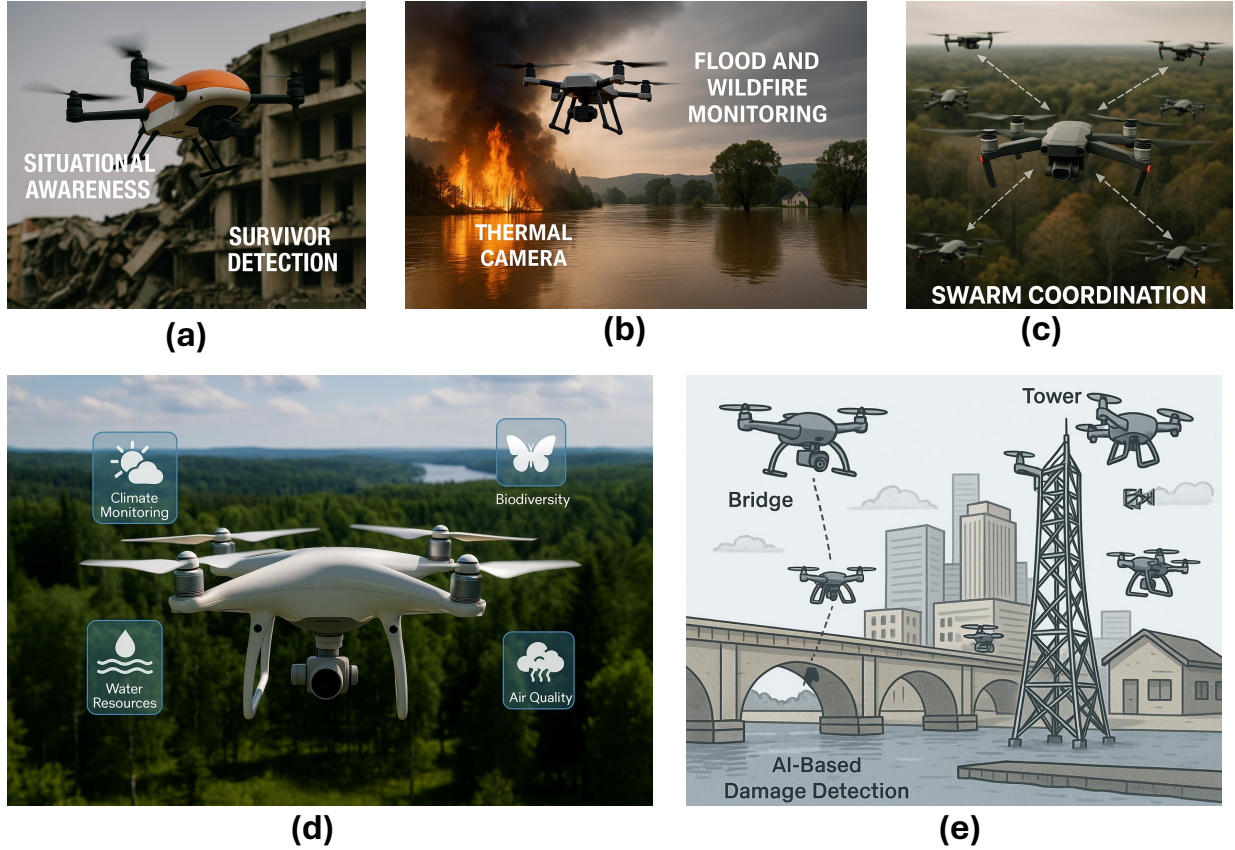 SITUATIONAL
AWARENESS
SURVIVOR
DETECTION
(a)
FLOOD AND
WILDFIRE
MONITORING
THERMAL
CAMERA
(b)
SWARM COORDINATION
(c)
Climate
Monitoring
Biodiversity
Water
Resources
Air Quality
(d)
Tower
Bridge
AI-Based
Damage Detection
(e)